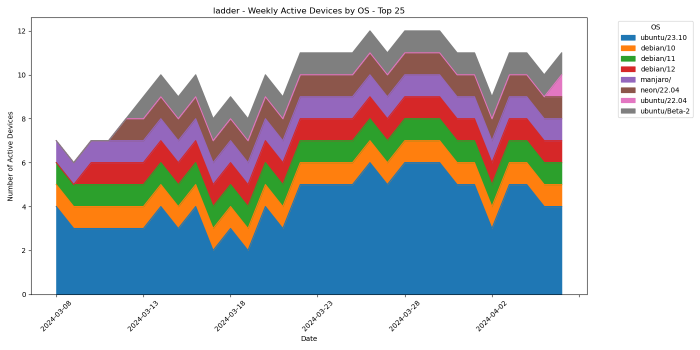 ladder - Weekly Active Devices by OS - Top 25
Number of Active Devices
12
10
8
6
4
2
0
2024-03-08
2024-03-13
2024-03-18
2024-03-23
2024-03-28
2024-04-02
Date
OS
ubuntu/23.10
debian/10
debian/11
debian/12
manjaro/
neon/22.04
ubuntu/22.04
ubuntu/Beta-2